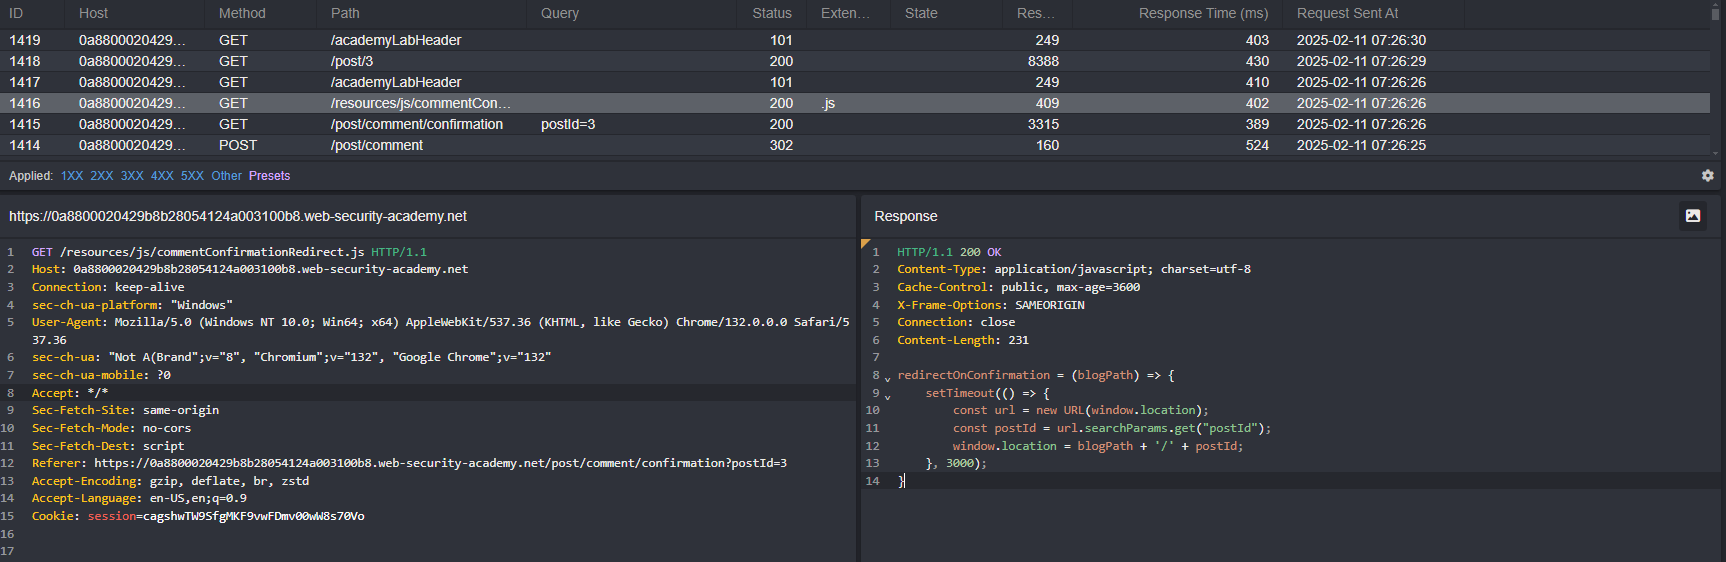 ID Host Method Path Query Status Exten... State Res... Response Time (ms) Request Sent At
1419 0a8800020429... GET /academyLabHeader 101 249 403 2025-02-11 07:26:30
1418 0a8800020429... GET /post/3 200 8388 430 2025-02-11 07:26:29
1417 0a8800020429... GET /academyLabHeader 101 249 410 2025-02-11 07:26:26
1416 0a8800020429... GET /resources/js/commentCon... 200 .js 409 402 2025-02-11 07:26:26
1415 0a8800020429... GET /post/comment/confirmation postId=3 200 3315 389 2025-02-11 07:26:26
1414 0a8800020429... POST /post/comment 302 160 524 2025-02-11 07:26:25
Applied: 1XX 2XX 3XX 4XX 5XX Other Presets
https://0a8800020429b8b28054124a003100b8.web-security-academy.net
1 GET /resources/js/commentConfirmationRedirect.js HTTP/1.1
2 Host: 0a8800020429b8b28054124a003100b8.web-security-academy.net
3 Connection: keep-alive
4 sec-ch-ua-platform: "Windows"
5 User-Agent: Mozilla/5.0 (Windows NT 10.0; Win64; x64) AppleWebKit/537.36 (KHTML, like Gecko) Chrome/132.0.0.0 Safari/5
37.36
6 sec-ch-ua: "Not A(Brand";v="8", "Chromium";v="132", "Google Chrome";v="132"
7 sec-ch-ua-mobile: ?0
8 Accept: */*
9 Sec-Fetch-Site: same-origin
10 Sec-Fetch-Mode: no-cors
11 Sec-Fetch-Dest: script
12 Referer: https://0a8800020429b8b28054124a003100b8.web-security-academy.net/post/comment/confirmation?postId=3
13 Accept-Encoding: gzip, deflate, br, zstd
14 Accept-Language: en-US,en;q=0.9
15 Cookie: session=cagshwTW9SfgMKF9vwFDmv00wW8s70Vo
16
17
Response
1 HTTP/1.1 200 OK
2 Content-Type: application/javascript; charset=utf-8
3 Cache-Control: public, max-age=3600
4 X-Frame-Options: SAMEORIGIN
5 Connection: close
6 Content-Length: 231
7
8 redirectOnConfirmation = (blogPath) => {
9 setTimeout(() => {
10 const url = new URL(window.location);
11 const postId = url.searchParams.get("postId");
12 window.location = blogPath + '/' + postId;
13 }, 3000);
14 }